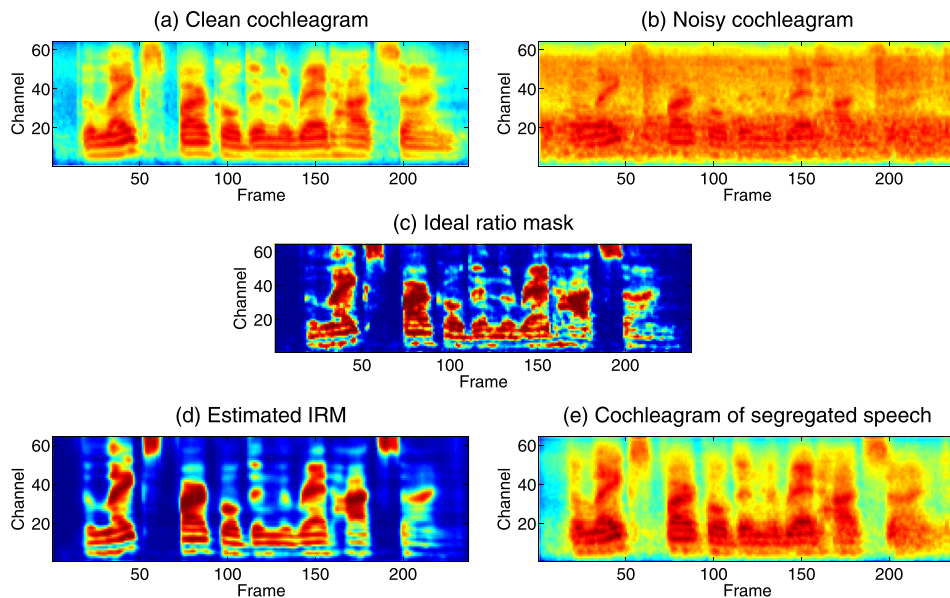 (a) Clean cochleagram
60
40
20
Channel
50
100
150
200
Frame
(b) Noisy cochleagram
60
40
20
Channel
50
100
150
200
Frame
(c) Ideal ratio mask
60
40
20
Channel
50
100
150
200
Frame
(d) Estimated IRM
60
40
20
Channel
50
100
150
200
Frame
(e) Cochleagram of segregated speech
60
40
20
Channel
50
100
150
200
Frame